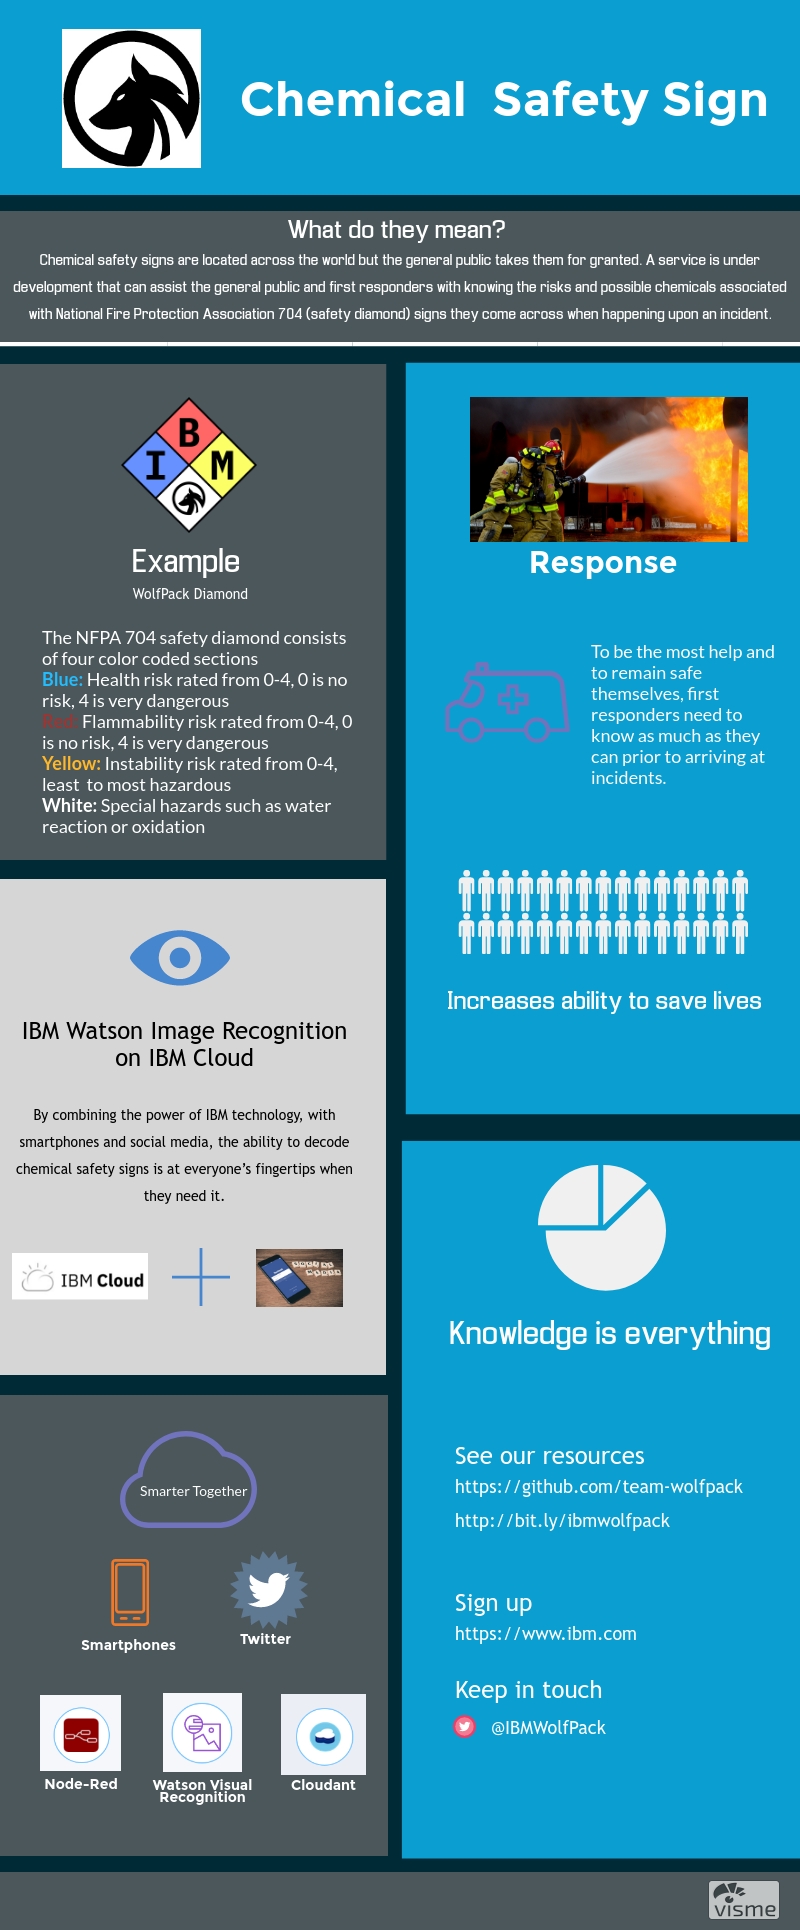 Chemical Safety Sign
What do they mean?
Chemical safety signs are located across the world but the general public takes them for granted. A service is under
development that can assist the general public and first responders with knowing the risks and possible chemicals associated
with National Fire Protection Association 704 (safety diamond) signs they come across when happening upon an incident.
B
I M
Example
WolfPack Diamond
The NFPA 704 safety diamond consists
of four color coded sections
Blue: Health risk rated from 0-4, 0 is no
risk, 4 is very dangerous
Red: Flammability risk rated from 0-4, 0
is no risk, 4 is very dangerous
Yellow: Instability risk rated from 0-4,
least to most hazardous
White: Special hazards such as water
reaction or oxidation
IBM Watson Image Recognition
on IBM Cloud
By combining the power of IBM technology, with
smartphones and social media, the ability to decode
chemical safety signs is at everyone's fingertips when
they need it.
IBM Cloud
Smarter Together
Smartphones
Twitter
Node-Red
Watson Visual
Recognition
Cloudant
Response
To be the most help and
to remain safe
themselves, first
responders need to
know as much as they
can prior to arriving at
incidents.
Increases ability to save lives
Knowledge is everything
See our resources
https://github.com/team-wolfpack
http://bit.ly/ibmwolfpack
Sign up
https://www.ibm.com
Keep in touch
@IBMWolfPack
visme